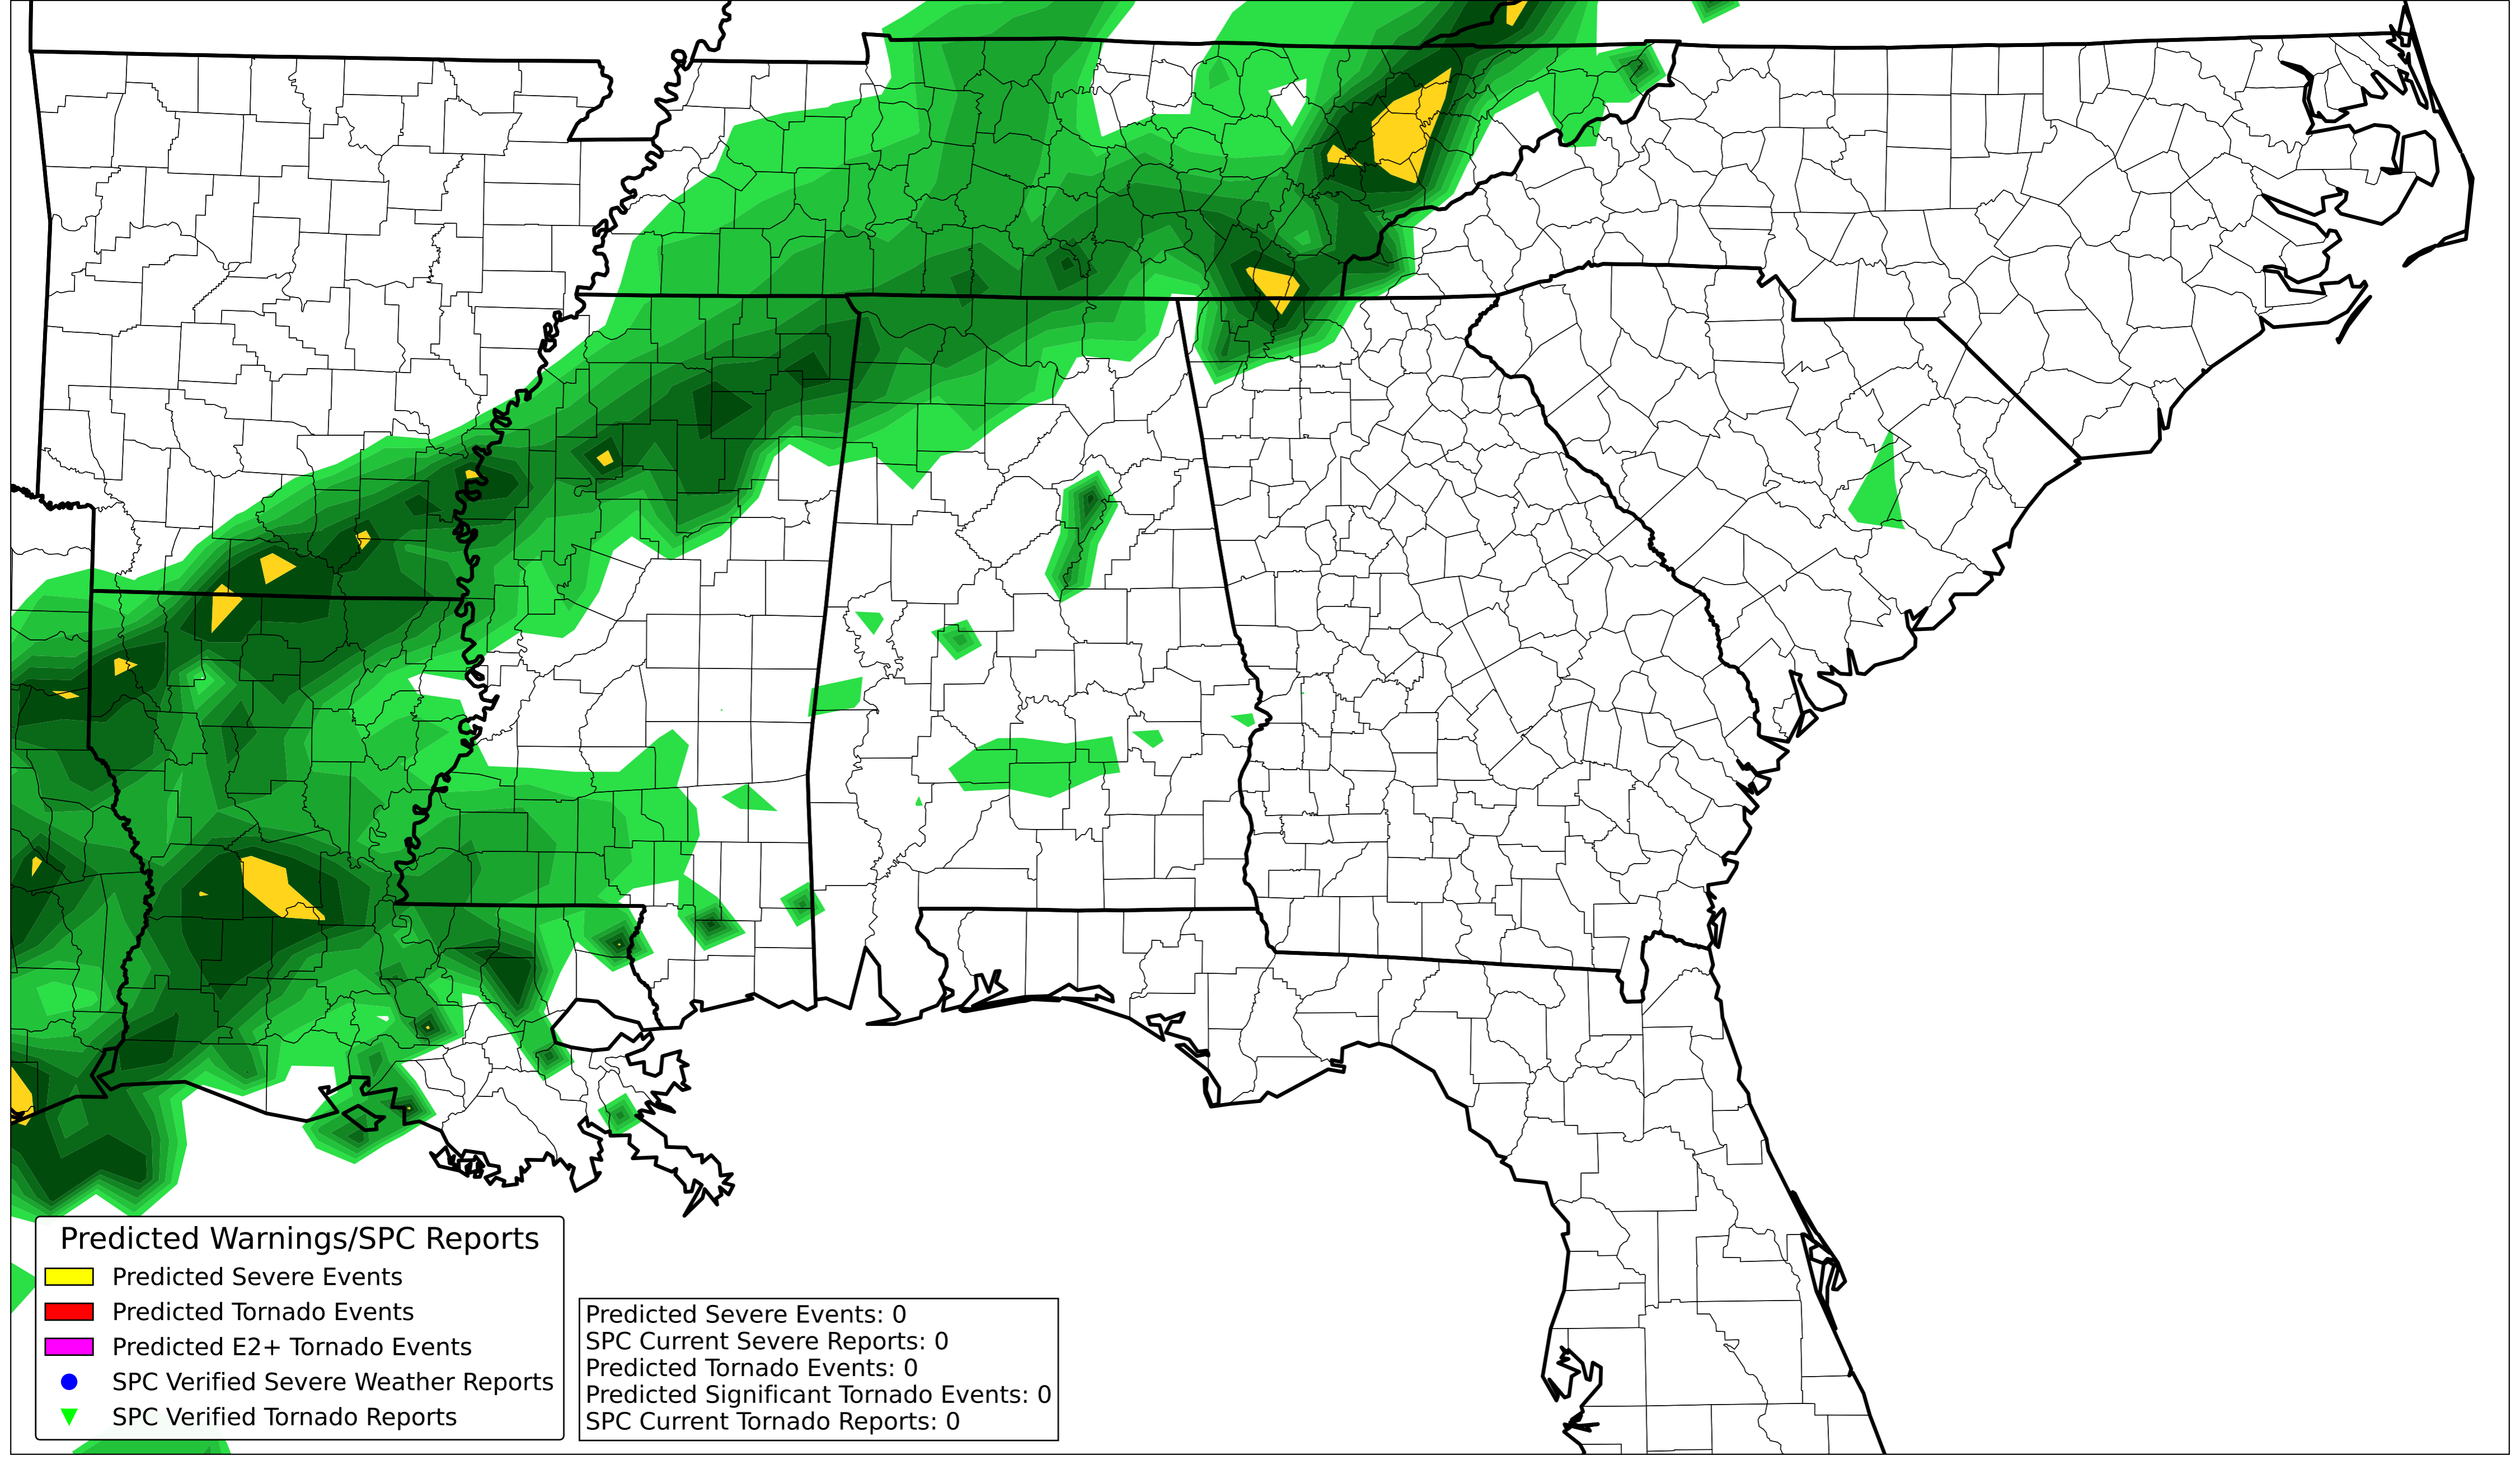 Predicted Warnings/SPC Reports
Predicted Severe Events
Predicted Tornado Events
Predicted E2+ Tornado Events
SPC Verified Severe Weather Reports
SPC Verified Tornado Reports
Predicted Severe Events: 0
SPC Current Severe Reports: 0
Predicted Tornado Events: 0
Predicted Significant Tornado Events: 0
SPC Current Tornado Reports: 0